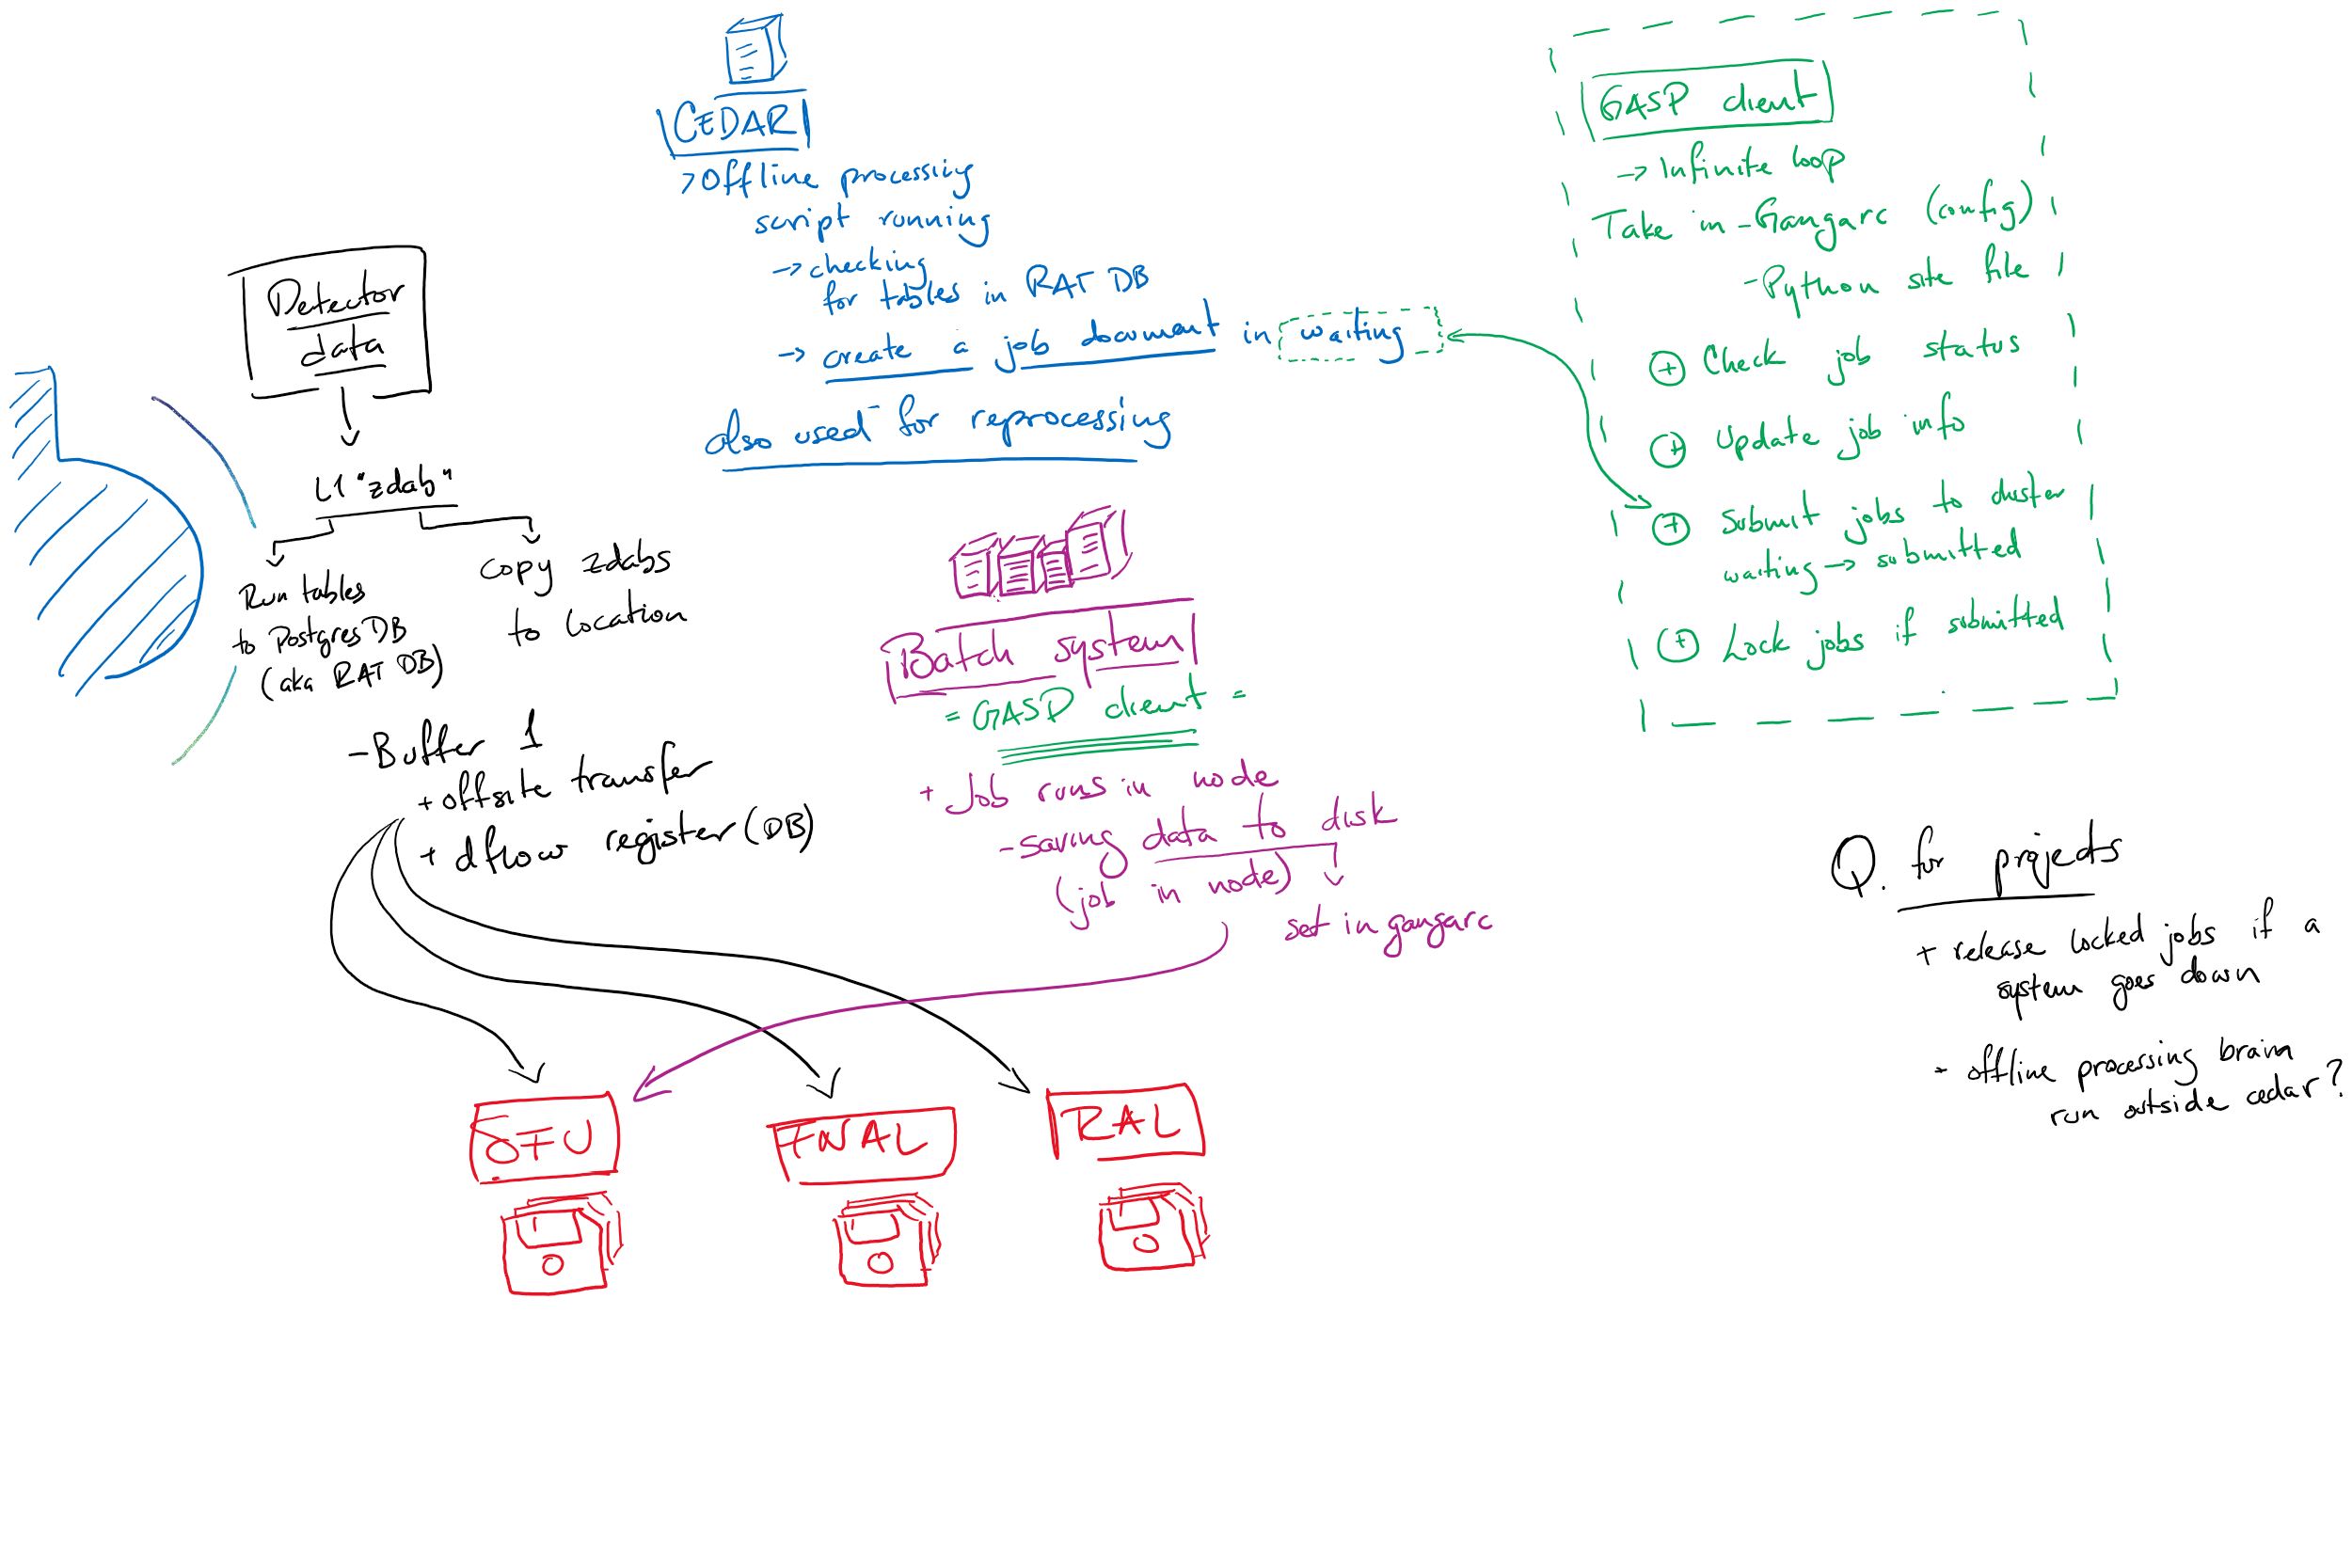 Detector
data
L1 "zdab"
Run tables
to Postgres DB
(aka RAT DB)
copy zdabs
to location
- Buffer 1
+ offsite transfer
+ dflow register (DB)
CEDAR
> Offline processing
script running
→ checking
for tables in RAT DB
→ create a job document in waiting
also used for reprocessing
Batch system
= GASP client =
+ Job runs in node
- saving data to disk
(job in node)
set in gangarc
SFU
FNAL
RAL
GASP client
→ Infinite loop
Take in - Gangarc (config)
- Python site file
+ Check job status
+ Update job info
+ Submit jobs to cluster
waiting → submitted
+ Lock jobs if submitted
Q. for projects
+ release locked jobs if a
system goes down
- offline processing brain
run outside cedar?